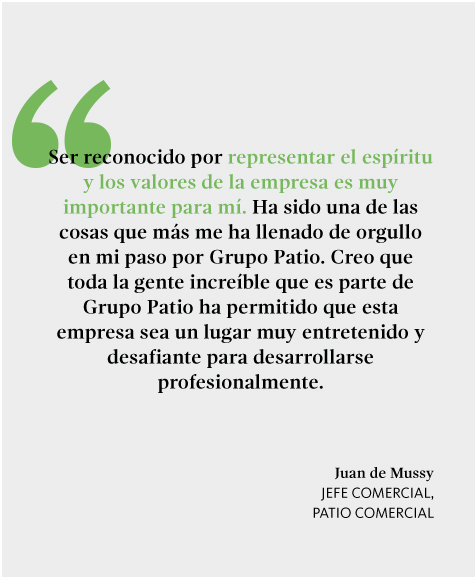 Ser reconocido por representar el espíritu
y los valores de la empresa es muy
importante para mí. Ha sido una de las
cosas que más me ha llenado de orgullo
en mi paso por Grupo Patio. Creo que
toda la gente increíble que es parte de
Grupo Patio ha permitido que esta
empresa sea un lugar muy entretenido y
desafiante para desarrollarse
profesionalmente.
Juan de Mussy
JEFE COMERCIAL,
PATIO COMERCIAL